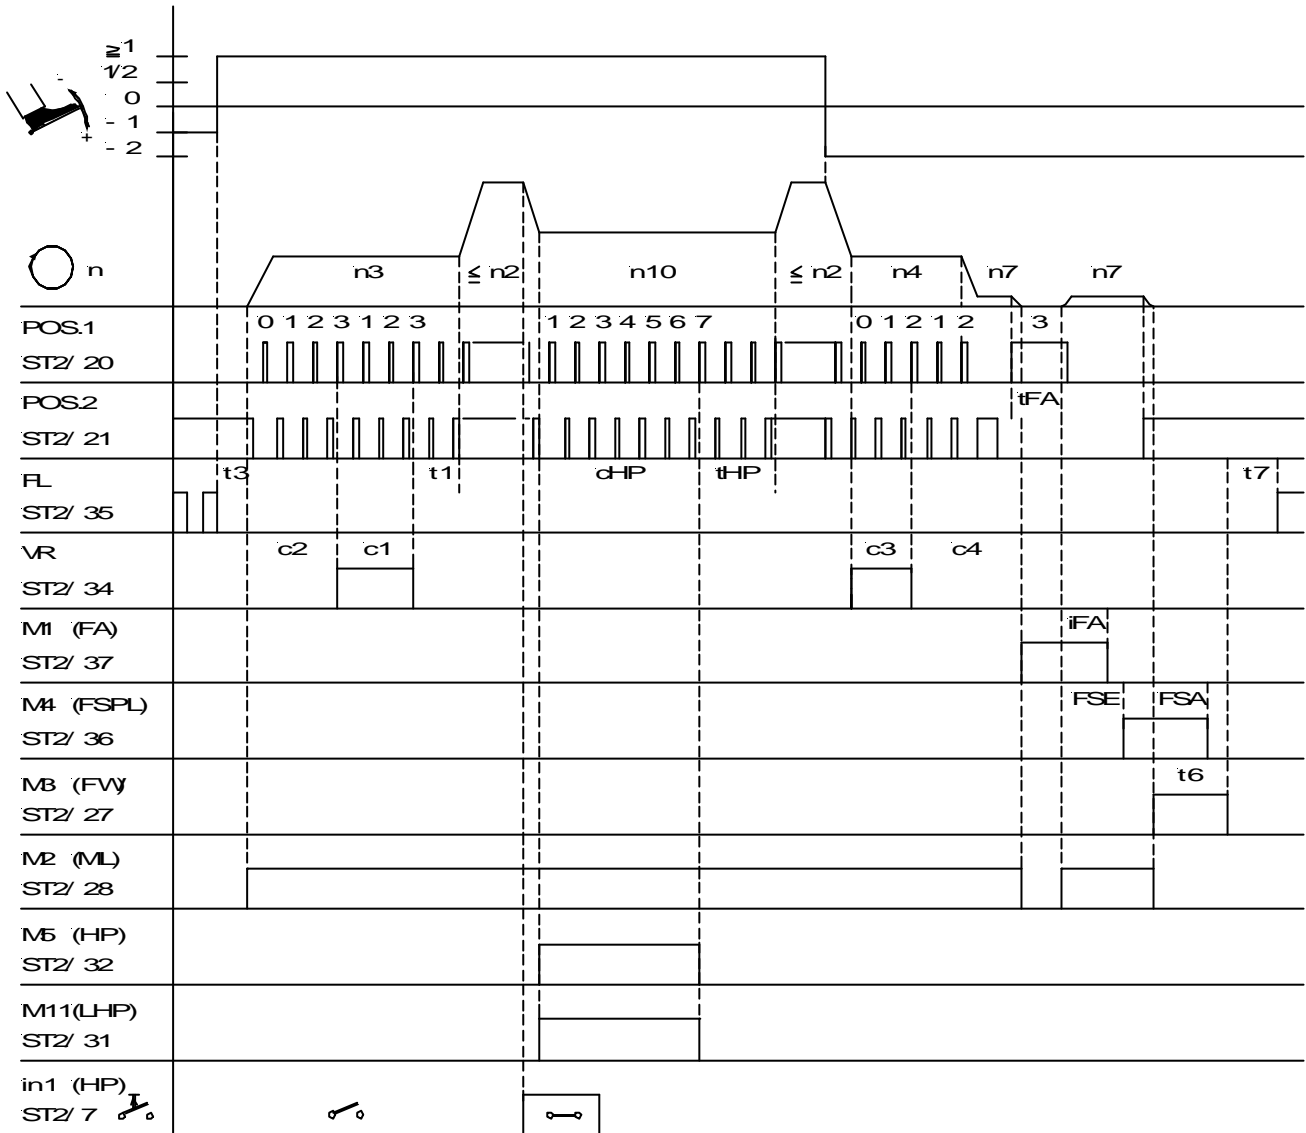 ≧1
1/2
-
0
- 1
+
- 2
n
n3
≤ n2
n10
≤ n2
n4
n7
n7
POS.1
0 1 2 3 1 2 3
1 2 3 4 5 6 7
0 1 2 1 2
3
ST2/ 20
POS.2
tFA
ST2/ 21
FL
t3
t1
cHP
tHP
t7
ST2/ 35
VR
c2
c1
c3
c4
ST2/ 34
M1 (FA)
iFA
ST2/ 37
M4 (FSPL)
FSE
FSA
ST2/ 36
M3 (FW)
t6
ST2/ 27
M2 (ML)
ST2/ 28
M5 (HP)
ST2/ 32
M11(LHP)
ST2/ 31
in1 (HP)
ST2/ 7